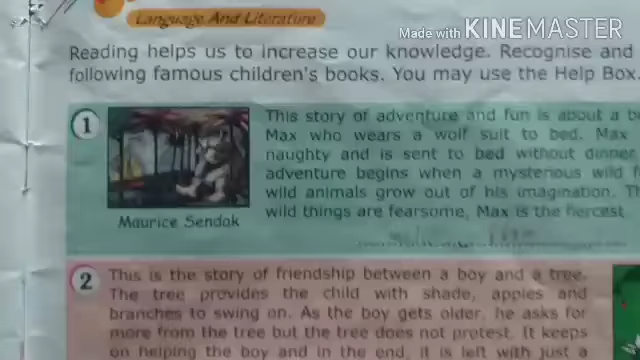 Language And Literature
Made with KINEMASTER
Reading helps us to increase our knowledge. Recognise and
following famous children's books. You may use the Help Box.
1
This story of adventure and fun is about a b
Max who wears a wolf suit to bed. Max
naughty and is sent to bed without dinner.
adventure begins when a mysterious wild f
wild animals grow out of his imagination. Th
wild things are fearsome, Max is the fiercest
Maurice Sendak
2
This is the story of friendship between a boy and a tree.
The tree provides the child with shade, apples and
branches to swing on. As the boy gets older, he asks for
more from the tree but the tree does not protest. It keeps
on helping the boy and in the end, it is left with just a